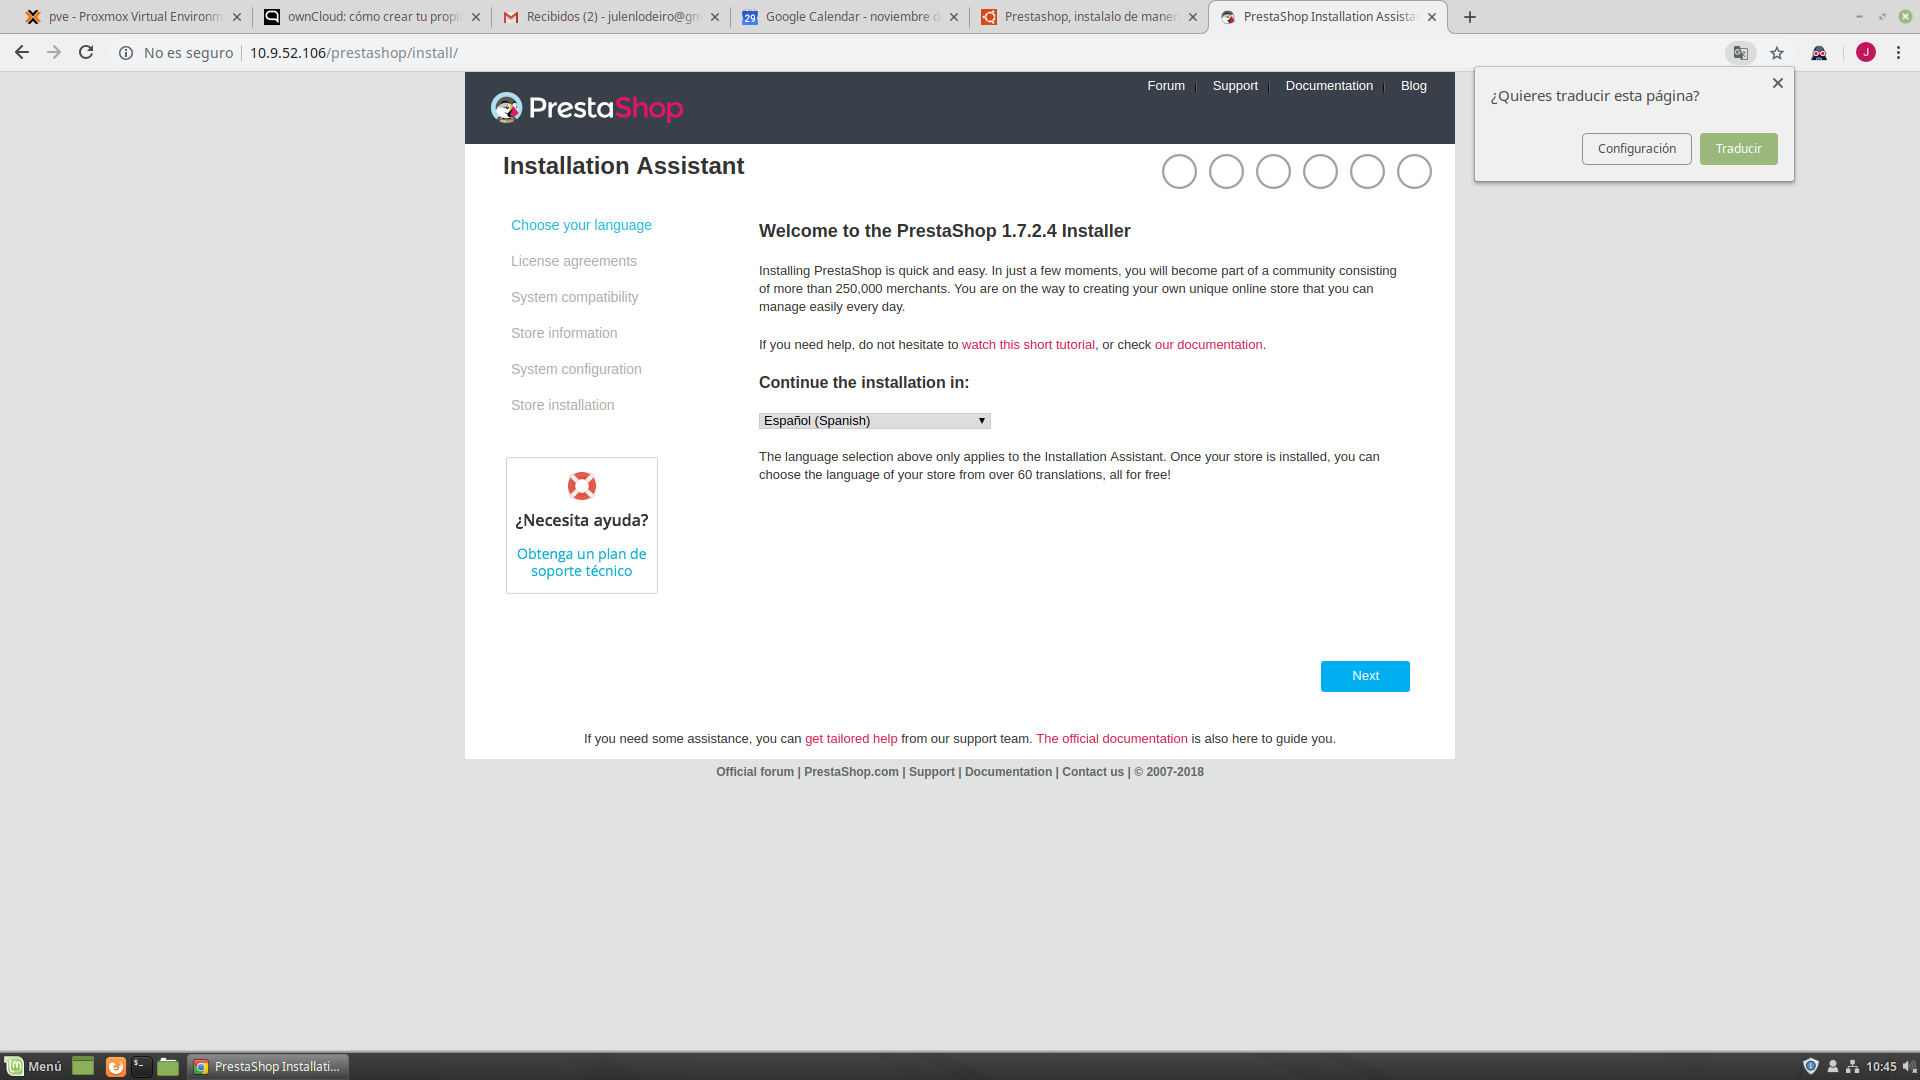 pve - Proxmox Virtual Environm
ownCloud: cómo crear tu propi
Recibidos (2) - julenlodeiro@gm
29
Google Calendar - noviembre d
Prestashop, instalalo de maner
PrestaShop Installation Assista
No es seguro
10.9.52.106/prestashop/install/
J
¿Quieres traducir esta página?
Configuración
Traducir
Forum
Support
Documentation
Blog
PrestaShop
Installation Assistant
Choose your language
License agreements
System compatibility
Store information
System configuration
Store installation
¿Necesita ayuda?
Obtenga un plan de
soporte técnico
Welcome to the PrestaShop 1.7.2.4 Installer
Installing PrestaShop is quick and easy. In just a few moments, you will become part of a community consisting
of more than 250,000 merchants. You are on the way to creating your own unique online store that you can
manage easily every day.
If you need help, do not hesitate to watch this short tutorial, or check our documentation.
Continue the installation in:
Español (Spanish)
The language selection above only applies to the Installation Assistant. Once your store is installed, you can
choose the language of your store from over 60 translations, all for free!
Next
If you need some assistance, you can get tailored help from our support team. The official documentation is also here to guide you.
Official forum | PrestaShop.com | Support | Documentation | Contact us | © 2007-2018
Menú
PrestaShop Installati...
10:45